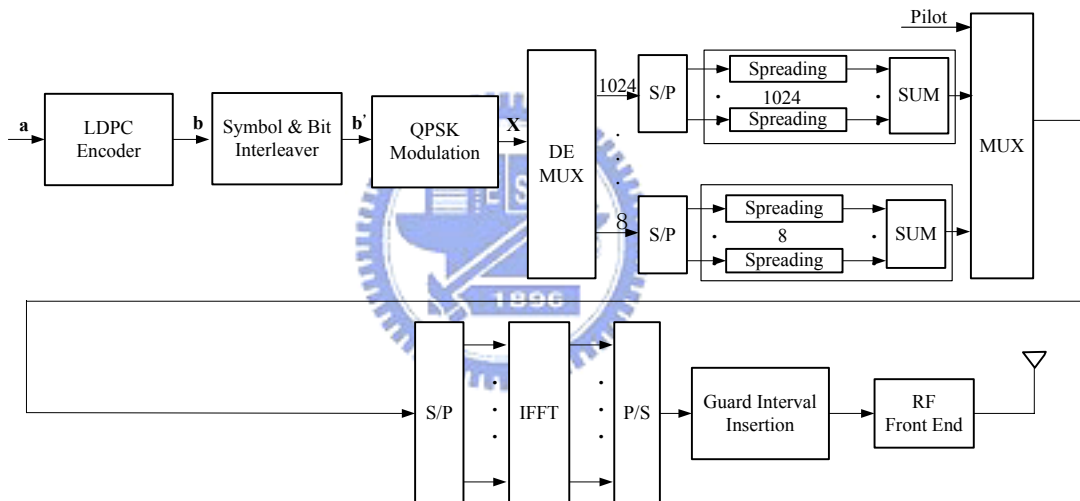 Pilot
a
LDPC
Encoder
b
Symbol & Bit
Interleaver
b'
QPSK
Modulation
X
DE
MUX
1024
S/P
Spreading
1024
Spreading
SUM
MUX
8
S/P
Spreading
8
Spreading
SUM
1896
S/P
IFFT
P/S
Guard Interval
Insertion
RF
Front End